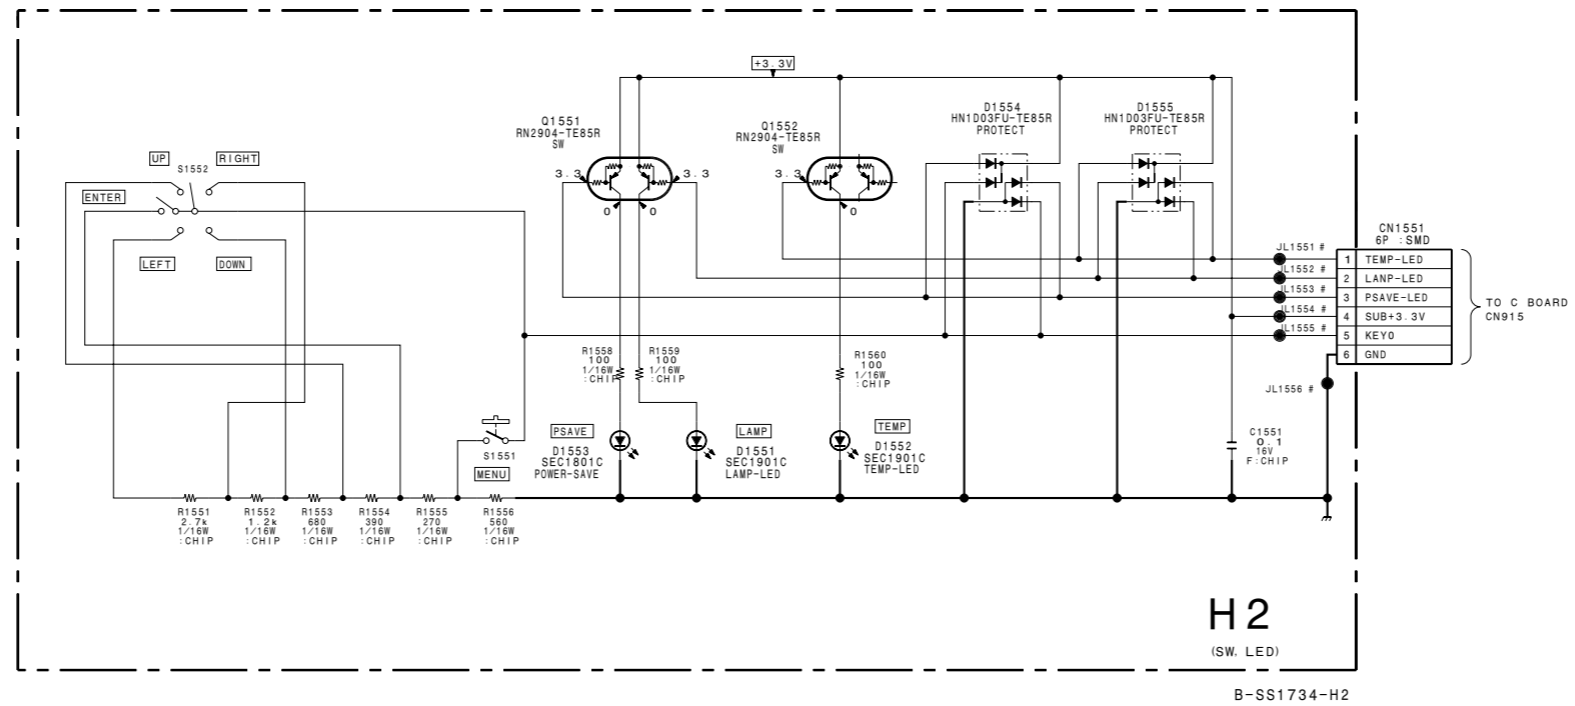 +3.3V
Q1551
RN2904-TE85R
SW
3.3
3.3
0
0
Q1552
RN2904-TE85R
SW
3.3
0
D1554
HN1D03FU-TE85R
PROTECT
D1555
HN1D03FU-TE85R
PROTECT
UP
S1552
RIGHT
ENTER
LEFT
DOWN
CN1551
6P :SMD
JL1551 #
1 TEMP-LED
JL1552 #
2 LANP-LED
JL1553 #
3 PSAVE-LED
JL1554 #
4 SUB+3.3V
JL1555 #
5 KEY0
6 GND
TO C BOARD
CN915
JL1556 #
R1558
100
1/16W
:CHIP
R1559
100
1/16W
:CHIP
R1560
100
1/16W
:CHIP
S1551
MENU
PSAVE
D1553
SEC1801C
POWER-SAVE
LAMP
D1551
SEC1901C
LAMP-LED
TEMP
D1552
SEC1901C
TEMP-LED
C1551
0.1
16V
F:CHIP
R1551
2.7k
1/16W
:CHIP
R1552
1.2k
1/16W
:CHIP
R1553
680
1/16W
:CHIP
R1554
390
1/16W
:CHIP
R1555
270
1/16W
:CHIP
R1556
560
1/16W
:CHIP
H2
(SW, LED)
B-SS1734-H2